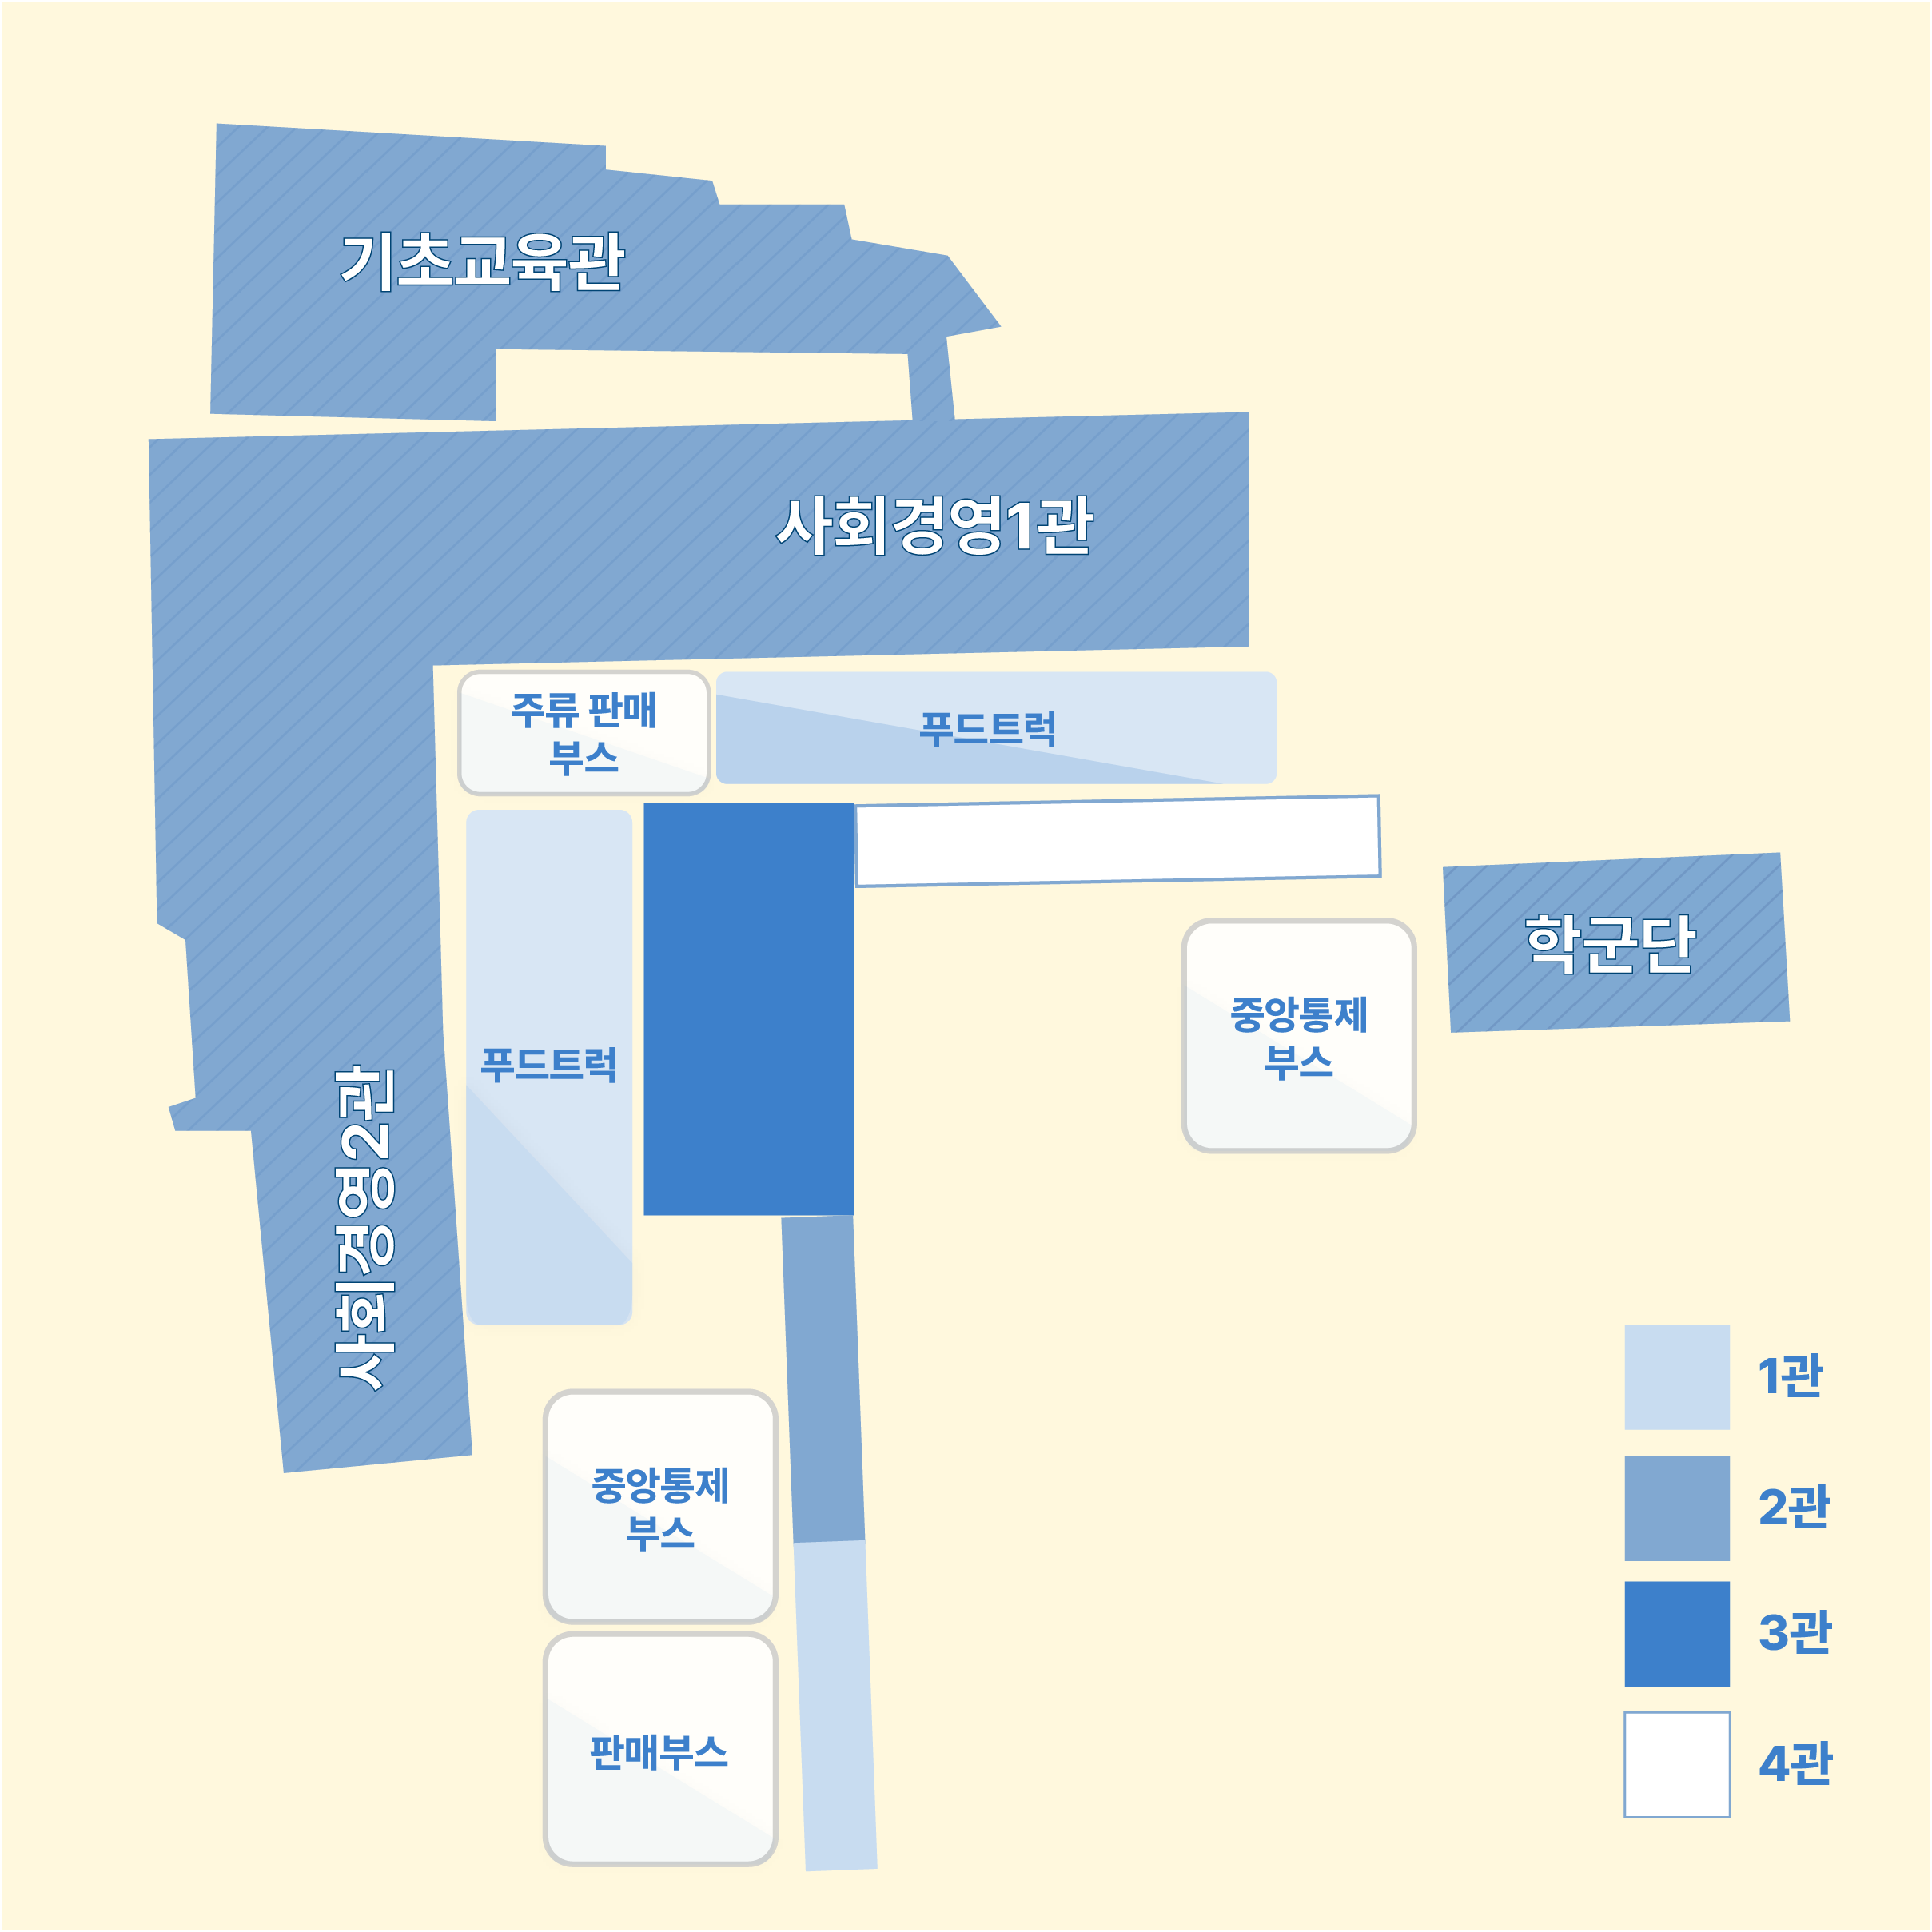 기초교육관
사회경영1관
주류 판매
부스
푸드트럭
학군단
중앙통제
부스
푸드트럭
사회경영2관
중앙통제
부스
판매부스
1관
2관
3관
4관